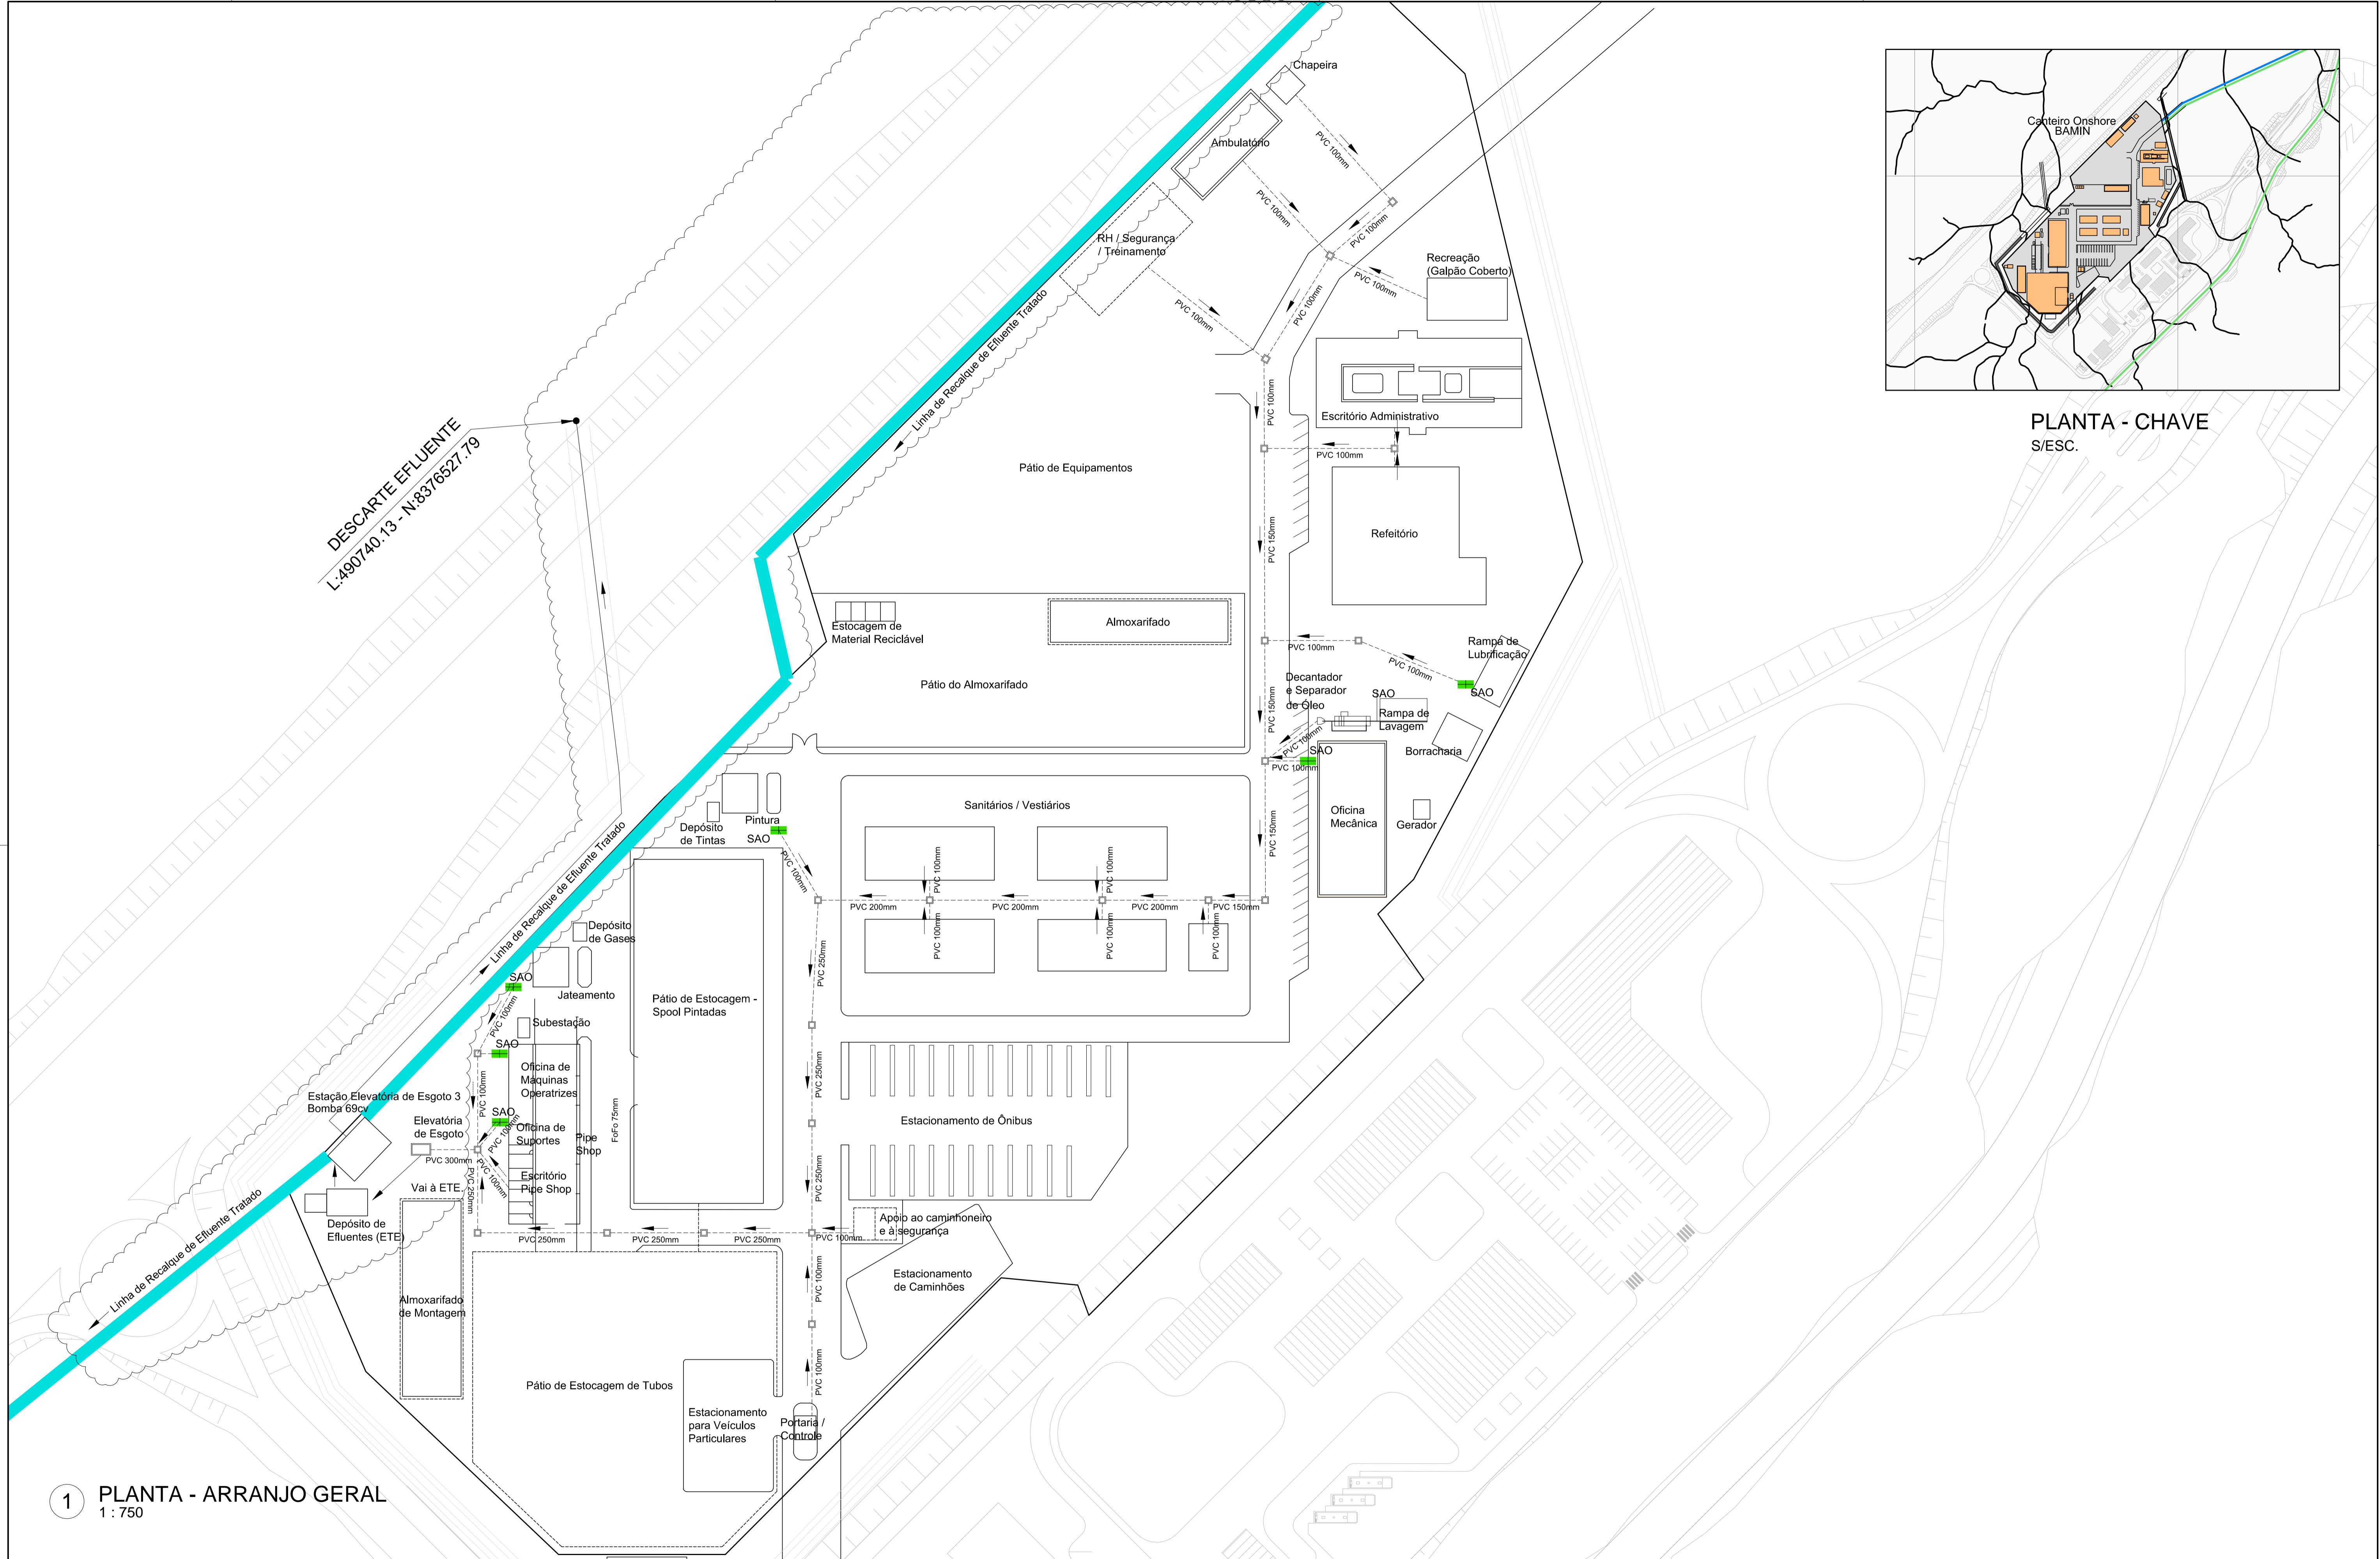 Chapeira
PVC 100mm
Ambulatório
PVC 100mm
PVC 100mm
RH / Segurança
/ Treinamento
PVC 100mm
PVC 100mm
PVC 100mm
Recreação
(Galpão Coberto)
Linha de Recalque de Efluente Tratado
Canteiro Onshore
BAMIN
PLANTA - CHAVE
S/ESC.
DESCARTE EFLUENTE
L:490740.13 - N:8376527.79
PVC 100mm
Escritório Administrativo
PVC 100mm
Pátio de Equipamentos
PVC 150mm
Refeitório
Estocagem de
Material Reciclável
Almoxarifado
PVC 100mm
PVC 100mm
Rampa de
Lubrificação
SAO
Pátio do Almoxarifado
PVC 150mm
Decantador
e Separador
de Óleo
SAO
Rampa de
Lavagem
PVC 100mm
SAO
PVC 100mm
Borracharia
Oficina
Mecânica
Gerador
PVC 150mm
Sanitários / Vestiários
Depósito
de Tintas
Pintura
SAO
PVC 100mm
PVC 100mm
PVC 100mm
PVC 200mm
PVC 200mm
PVC 200mm
PVC 150mm
PVC 100mm
PVC 100mm
PVC 100mm
Linha de Recalque de Efluente Tratado
Depósito
de Gases
SAO
Jateamento
PVC 100mm
Pátio de Estocagem -
Spool Pintadas
PVC 250mm
Subestação
SAO
Oficina de
Máquinas
Operatrizes
PVC 100mm
PVC 250mm
Estação Elevatória de Esgoto 3
Bomba 69cv
Elevatória
de Esgoto
SAO
PVC 100mm
Oficina de
Suportes
Pipe
Shop
FoFo 75mm
Estacionamento de Ônibus
PVC 300mm
PVC 100mm
PVC 250mm
Escritório
Pipe Shop
PVC 250mm
Vai à ETE
Depósito de
Efluentes (ETE)
Linha de Recalque de Efluente Tratado
PVC 250mm
PVC 250mm
PVC 250mm
PVC 100mm
Apoio ao caminhoneiro
e à segurança
Almoxarifado
de Montagem
PVC 100mm
Estacionamento
de Caminhões
Pátio de Estocagem de Tubos
PVC 100mm
Estacionamento
para Veículos
Particulares
Portaria /
Controle
1
PLANTA - ARRANJO GERAL
1 : 750